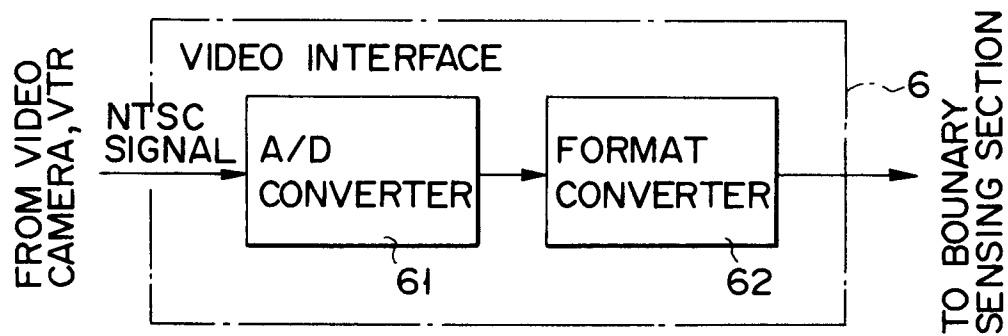 FROM VIDEO
CAMERA, VTR
VIDEO INTERFACE
NTSC
SIGNAL
A/D
CONVERTER
61
FORMAT
CONVERTER
62
6
TO BOUNARY
SENSING SECTION